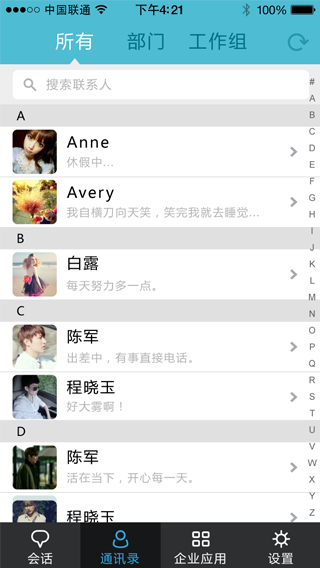 中国联通 下午4:21 100%
所有 部门 工作组
搜索联系人
A
Anne
休假中...
Avery
我自横刀向天笑，笑完我就去睡觉...
B
白露
每天努力多一点。
C
陈军
出差中，有事直接电话。
程晓玉
好大雾啊！
D
陈军
活在当下，开心每一天。
程晓玉
#
A
B
C
D
E
F
G
H
I
J
K
L
M
N
O
P
Q
R
S
T
U
V
W
X
Y
Z
会话 通讯录 企业应用 设置